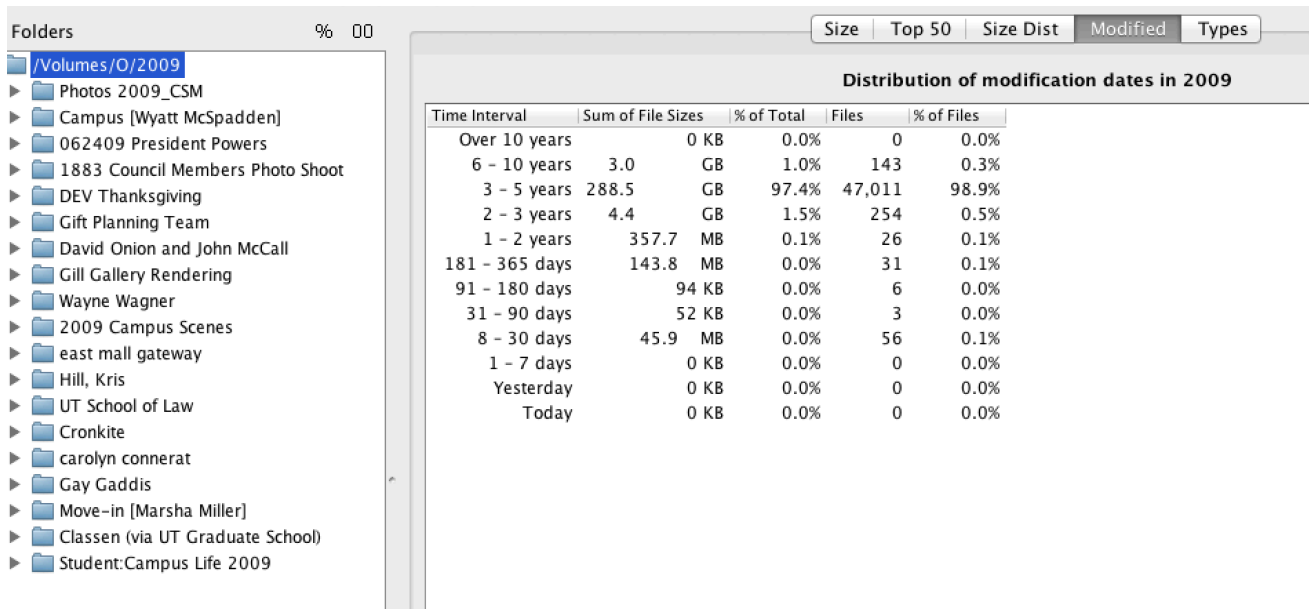 Folders % 00
/Volumes/O/2009
Photos 2009_CSM
Campus [Wyatt McSpadden]
062409 President Powers
1883 Council Members Photo Shoot
DEV Thanksgiving
Gift Planning Team
David Onion and John McCall
Gill Gallery Rendering
Wayne Wagner
2009 Campus Scenes
east mall gateway
Hill, Kris
UT School of Law
Cronkite
carolyn connerat
Gay Gaddis
Move-in [Marsha Miller]
Classen (via UT Graduate School)
Student:Campus Life 2009
Size Top 50 Size Dist Modified Types
Distribution of modification dates in 2009
Time Interval Sum of File Sizes % of Total Files % of Files
Over 10 years 0 KB 0.0% 0 0.0%
6 - 10 years 3.0 GB 1.0% 143 0.3%
3 - 5 years 288.5 GB 97.4% 47,011 98.9%
2 - 3 years 4.4 GB 1.5% 254 0.5%
1 - 2 years 357.7 MB 0.1% 26 0.1%
181 - 365 days 143.8 MB 0.0% 31 0.1%
91 - 180 days 94 KB 0.0% 6 0.0%
31 - 90 days 52 KB 0.0% 3 0.0%
8 - 30 days 45.9 MB 0.0% 56 0.1%
1 - 7 days 0 KB 0.0% 0 0.0%
Yesterday 0 KB 0.0% 0 0.0%
Today 0 KB 0.0% 0 0.0%